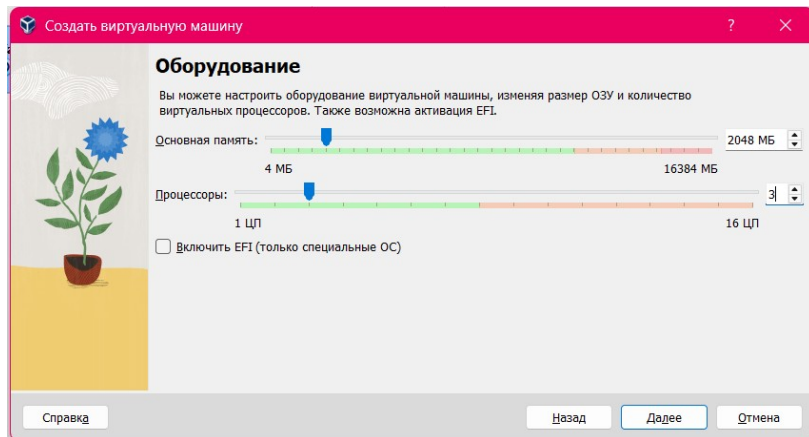 Создать виртуальную машину
Оборудование
Вы можете настроить оборудование виртуальной машины, изменяя размер ОЗУ и количество
виртуальных процессоров. Также возможна активация EFI.
Основная память: 2048 МБ
4 МБ 16384 МБ
Процессоры: 3
1 ЦП 16 ЦП
Включить EFI (только специальные ОС)
Справка Назад Далее Отмена